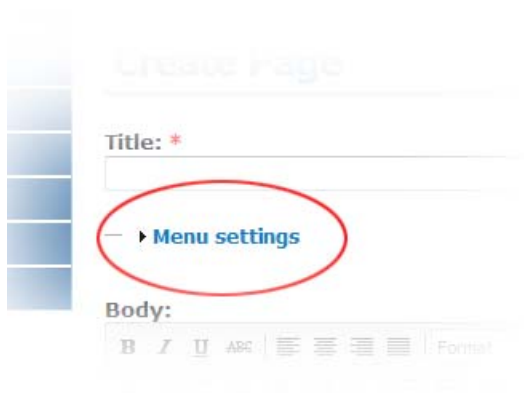 Create Page
Title: *
Menu settings
Body:
B I U ABC Format